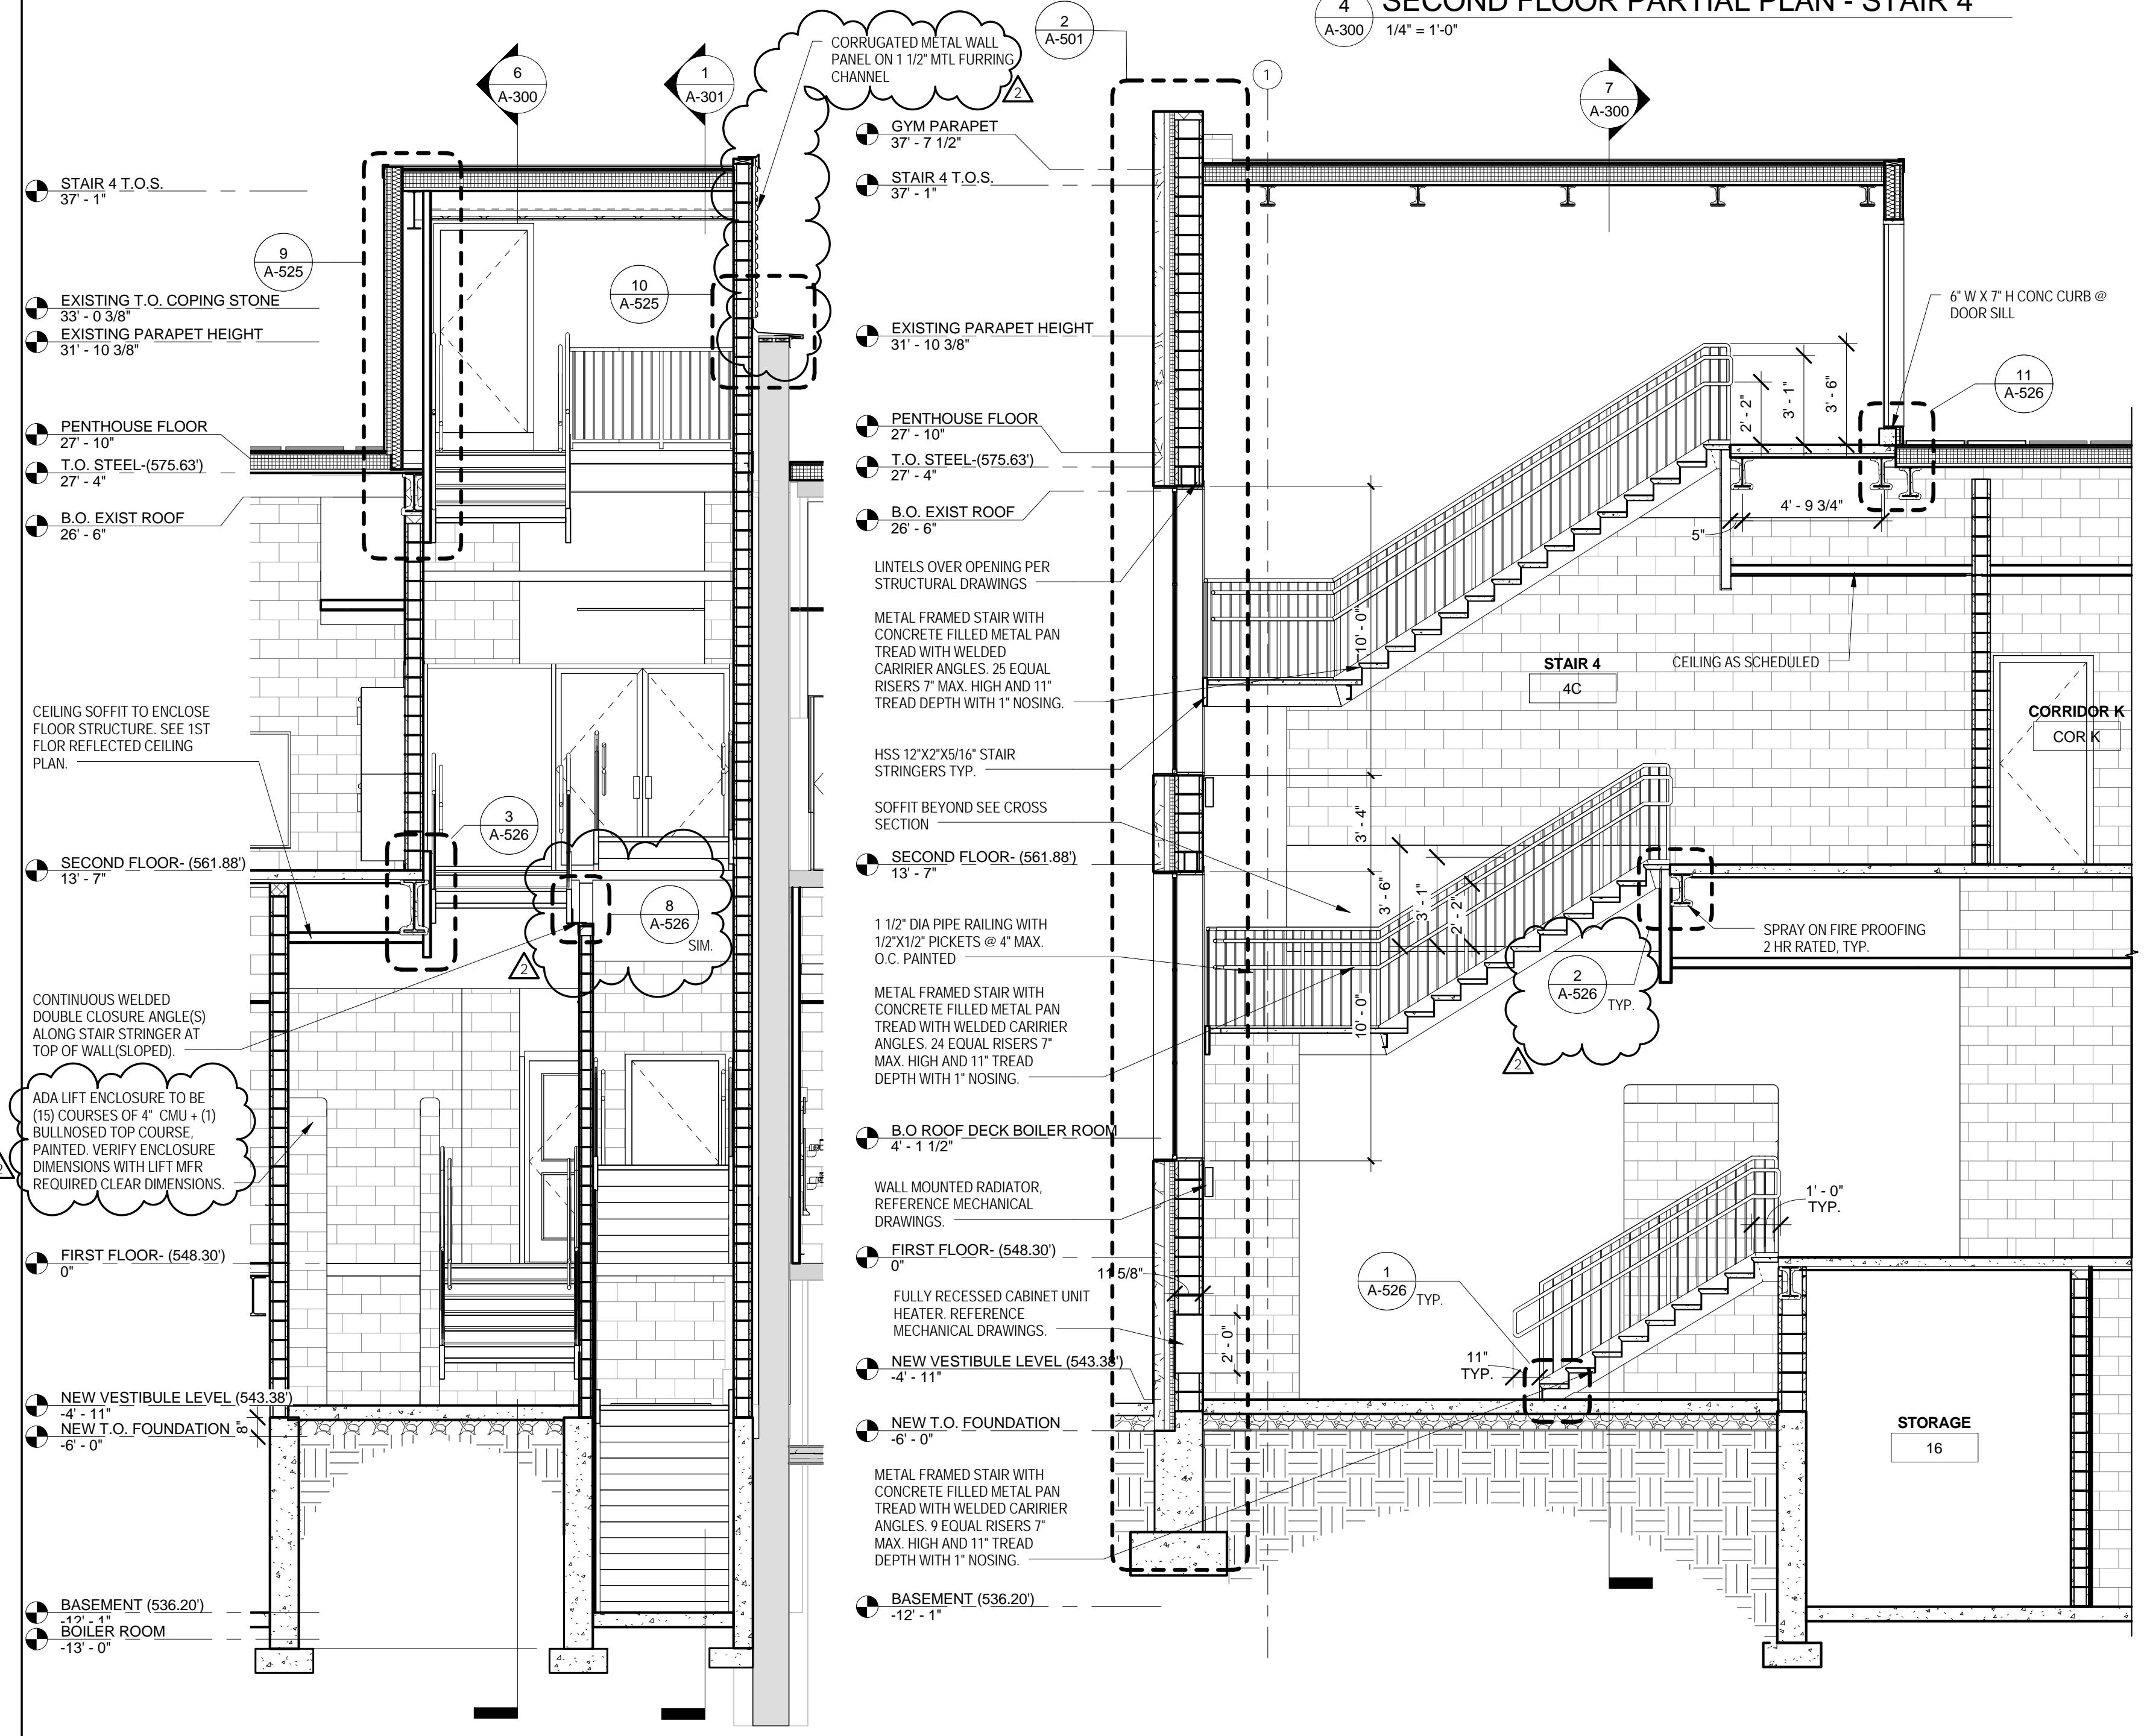 4
A-300
SECOND FLOOR PARTIAL PLAN - STAIR 4
1/4" = 1'-0"
6
A-300
1
A-301
CORRUGATED METAL WALL
PANEL ON 1 1/2" MTL FURRING
CHANNEL
2
STAIR 4 T.O.S.
37' - 1"
9
A-525
10
A-525
EXISTING T.O. COPING STONE
33' - 0 3/8"
EXISTING PARAPET HEIGHT
31' - 10 3/8"
PENTHOUSE FLOOR
27' - 10"
T.O. STEEL-(575.63')
27' - 4"
B.O. EXIST ROOF
26' - 6"
CEILING SOFFIT TO ENCLOSE
FLOOR STRUCTURE. SEE 1ST
FLOR REFLECTED CEILING
PLAN.
3
A-526
SECOND FLOOR- (561.88')
13' - 7"
8
A-526
SIM.
2
CONTINUOUS WELDED
DOUBLE CLOSURE ANGLE(S)
ALONG STAIR STRINGER AT
TOP OF WALL(SLOPED).
ADA LIFT ENCLOSURE TO BE
(15) COURSES OF 4" CMU + (1)
BULLNOSED TOP COURSE,
PAINTED. VERIFY ENCLOSURE
DIMENSIONS WITH LIFT MFR
REQUIRED CLEAR DIMENSIONS.
2
FIRST FLOOR- (548.30')
0"
NEW VESTIBULE LEVEL (543.38')
-4' - 11"
NEW T.O. FOUNDATION
-6' - 0"
8"
BASEMENT (536.20')
-12' - 1"
BOILER ROOM
-13' - 0"
2
A-501
1
7
A-300
GYM PARAPET
37' - 7 1/2"
STAIR 4 T.O.S.
37' - 1"
EXISTING PARAPET HEIGHT
31' - 10 3/8"
PENTHOUSE FLOOR
27' - 10"
T.O. STEEL-(575.63')
27' - 4"
B.O. EXIST ROOF
26' - 6"
LINTELS OVER OPENING PER
STRUCTURAL DRAWINGS
METAL FRAMED STAIR WITH
CONCRETE FILLED METAL PAN
TREAD WITH WELDED
CARIRIER ANGLES. 25 EQUAL
RISERS 7" MAX. HIGH AND 11"
TREAD DEPTH WITH 1" NOSING.
HSS 12"X2"X5/16" STAIR
STRINGERS TYP.
SOFFIT BEYOND SEE CROSS
SECTION
SECOND FLOOR- (561.88')
13' - 7"
1 1/2" DIA PIPE RAILING WITH
1/2"X1/2" PICKETS @ 4" MAX.
O.C. PAINTED
METAL FRAMED STAIR WITH
CONCRETE FILLED METAL PAN
TREAD WITH WELDED CARIRIER
ANGLES. 24 EQUAL RISERS 7"
MAX. HIGH AND 11" TREAD
DEPTH WITH 1" NOSING.
B.O ROOF DECK BOILER ROOM
4' - 1 1/2"
WALL MOUNTED RADIATOR,
REFERENCE MECHANICAL
DRAWINGS.
FIRST FLOOR- (548.30')
0"
11 5/8"
FULLY RECESSED CABINET UNIT
HEATER. REFERENCE
MECHANICAL DRAWINGS.
2' - 0"
NEW VESTIBULE LEVEL (543.38')
-4' - 11"
NEW T.O. FOUNDATION
-6' - 0"
METAL FRAMED STAIR WITH
CONCRETE FILLED METAL PAN
TREAD WITH WELDED CARIRIER
ANGLES. 9 EQUAL RISERS 7"
MAX. HIGH AND 11" TREAD
DEPTH WITH 1" NOSING.
BASEMENT (536.20')
-12' - 1"
6" W X 7" H CONC CURB @
DOOR SILL
11
A-526
2' - 2"
3' - 1"
3' - 6"
4' - 9 3/4"
5"
10' - 0"
STAIR 4
4C
CEILING AS SCHEDULED
CORRIDOR K
COR K
3' - 4"
3' - 6"
3' - 1"
2' - 2"
10' - 0"
SPRAY ON FIRE PROOFING
2 HR RATED, TYP.
2
A-526
TYP.
2
1' - 0"
TYP.
1
A-526
TYP.
11"
TYP.
STORAGE
16